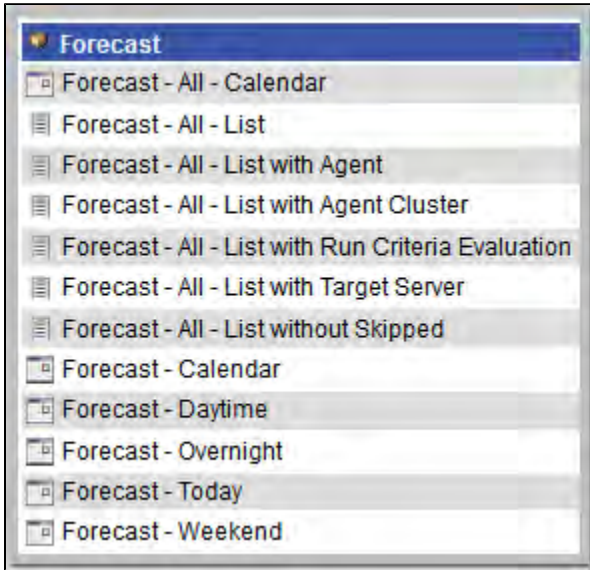 Forecast
Forecast - All - Calendar
Forecast - All - List
Forecast - All - List with Agent
Forecast - All - List with Agent Cluster
Forecast - All - List with Run Criteria Evaluation
Forecast - All - List with Target Server
Forecast - All - List without Skipped
Forecast - Calendar
Forecast - Daytime
Forecast - Overnight
Forecast - Today
Forecast - Weekend